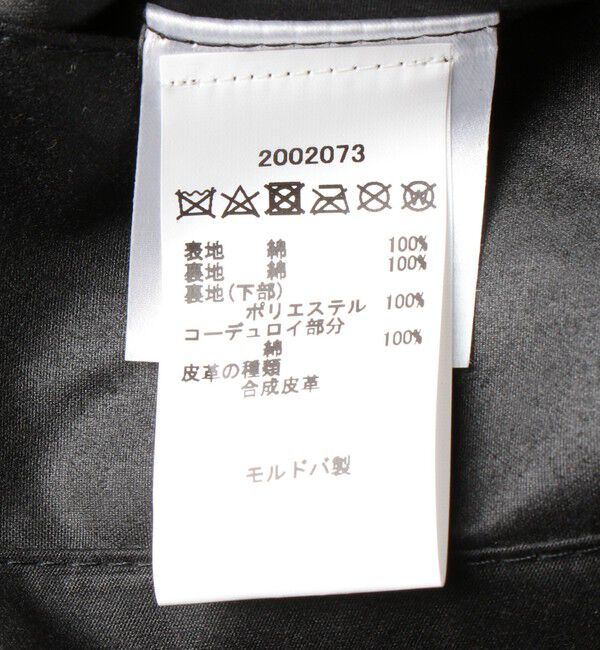 2002073
表地 綿 100%
裏地 綿 100%
裏地(下部)
ポリエステル 100%
コーデュロイ部分
綿 100%
皮革の種類
合成皮革
モルドバ製